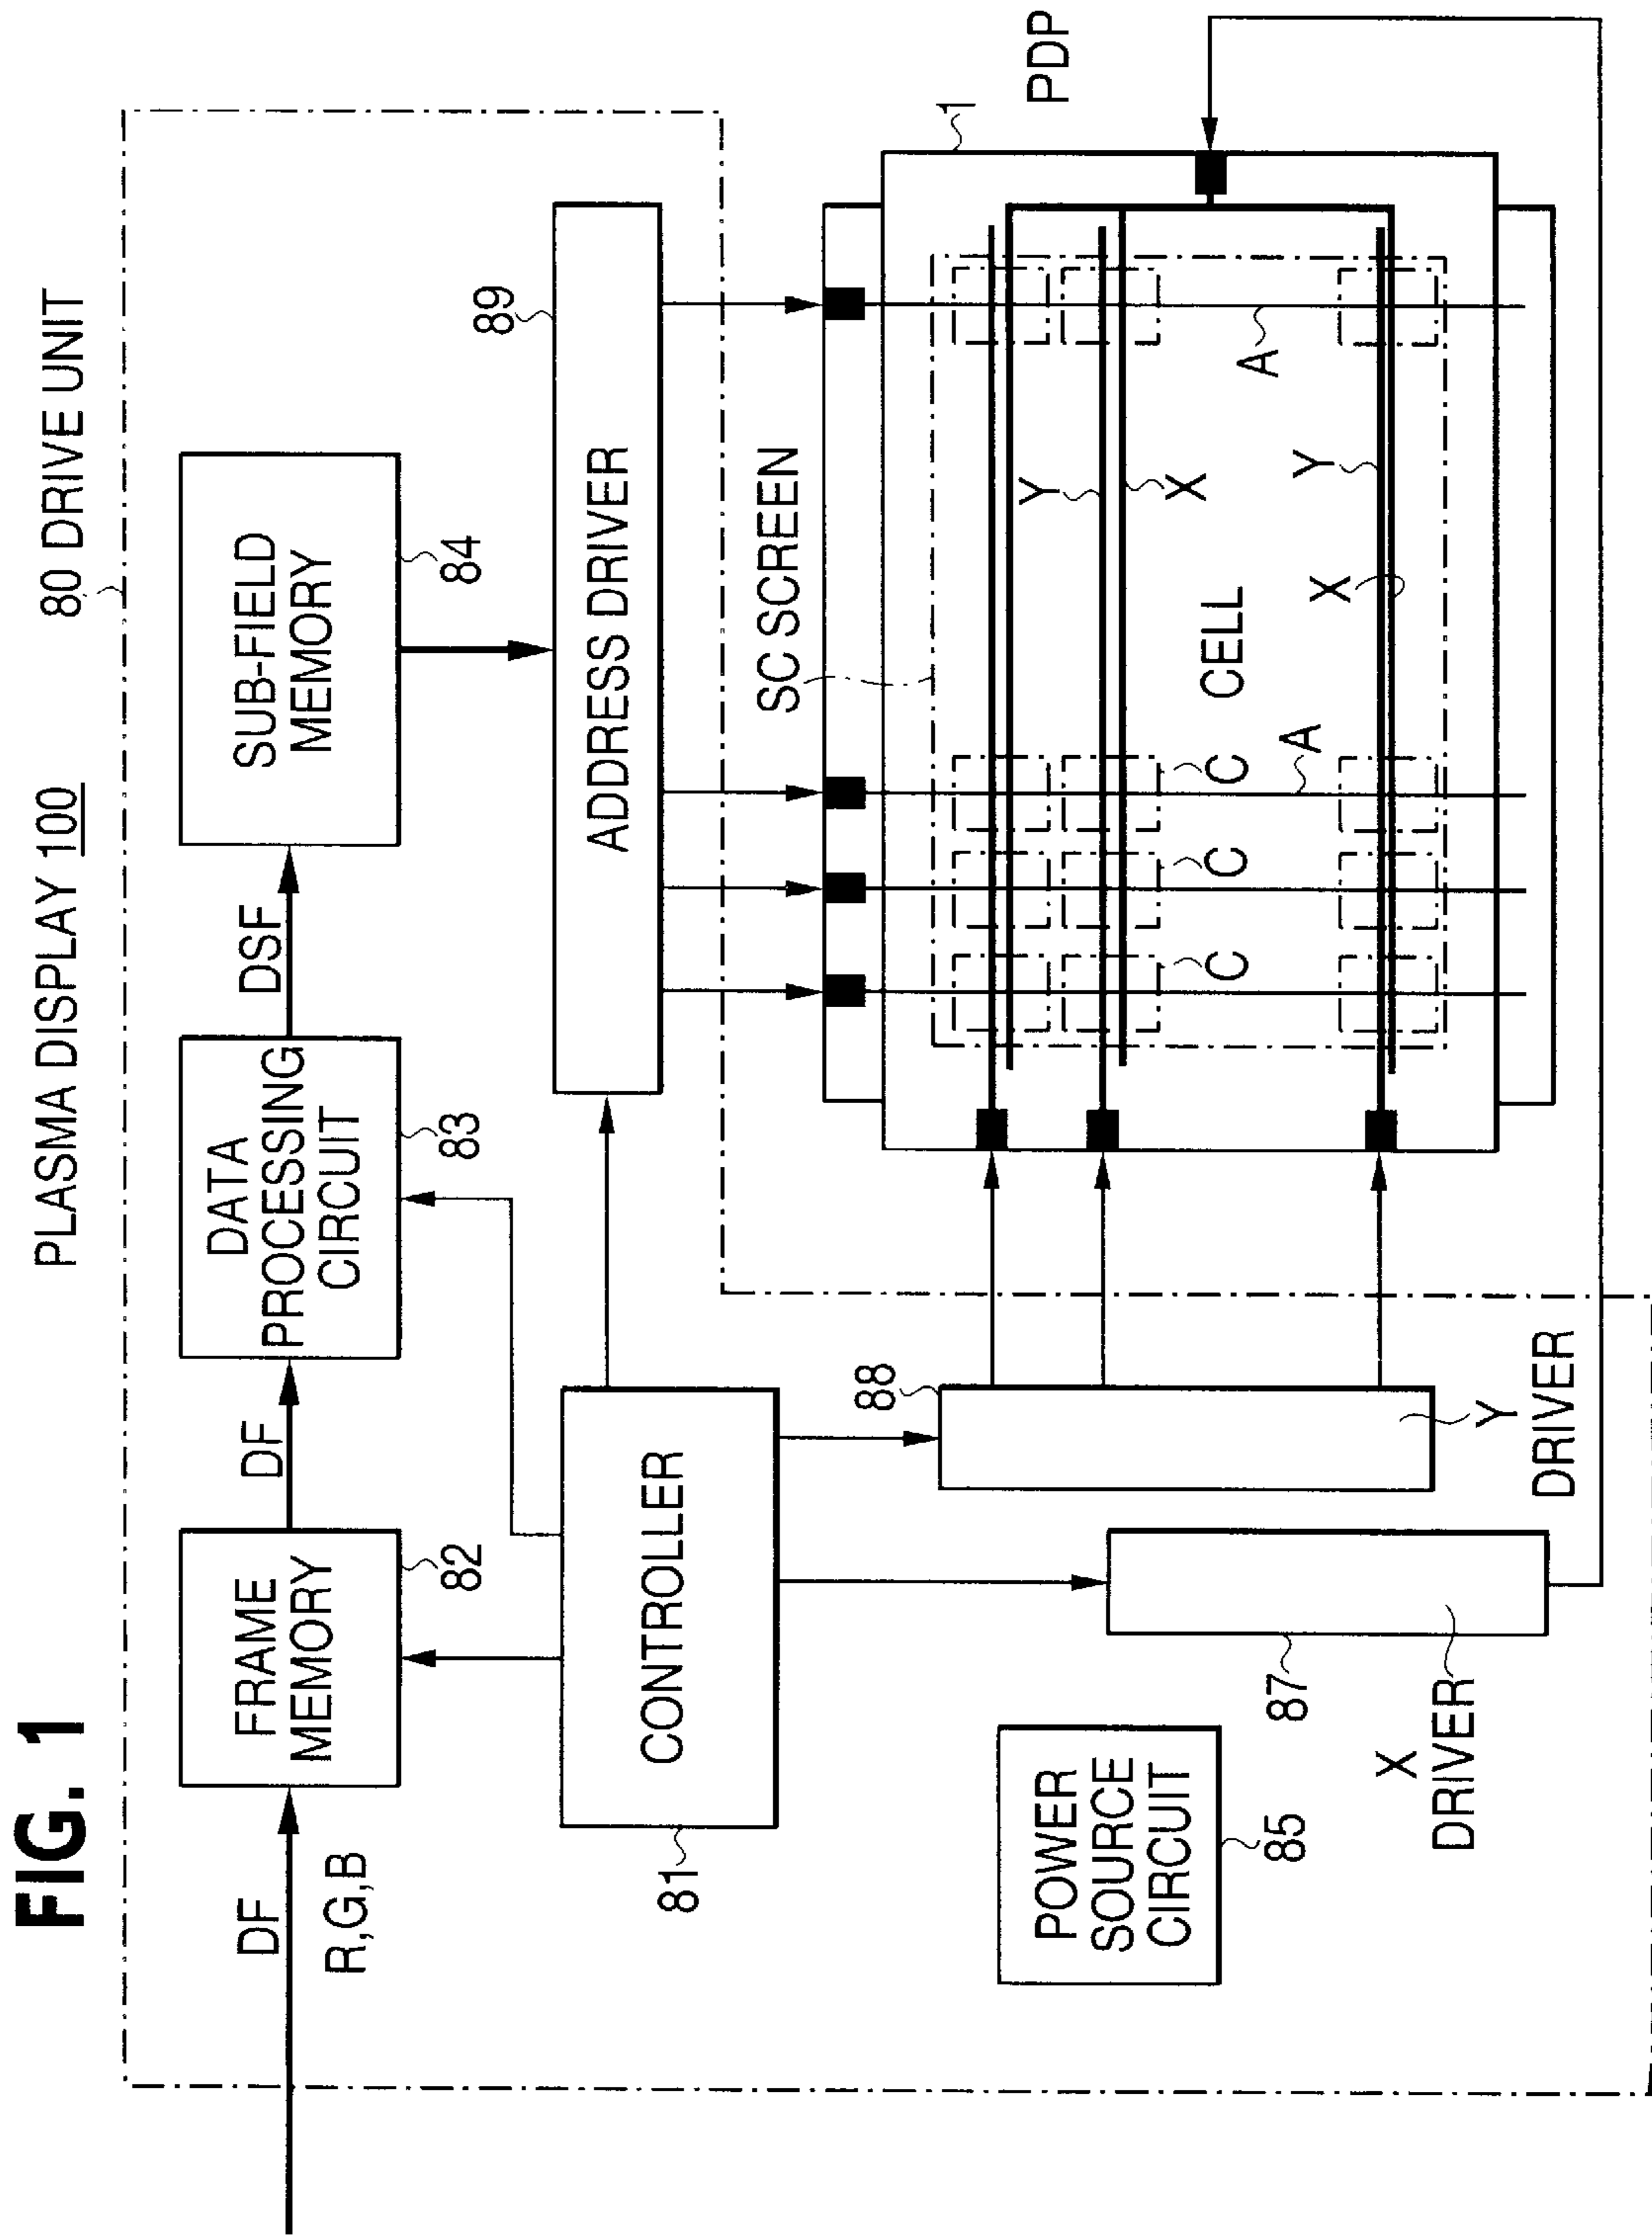 FIG. 1
PLASMA DISPLAY 100
80 DRIVE UNIT
DF
R,G,B
FRAME
MEMORY
82
DF
DATA
PROCESSING
CIRCUIT
83
DSF
SUB-FIELD
MEMORY
84
CONTROLLER
81
ADDRESS DRIVER
89
SC SCREEN
1
PDP
88
Y
DRIVER
87
X
DRIVER
POWER
SOURCE
CIRCUIT
85
Y
X
C
C
C
CELL
A
A
X
Y